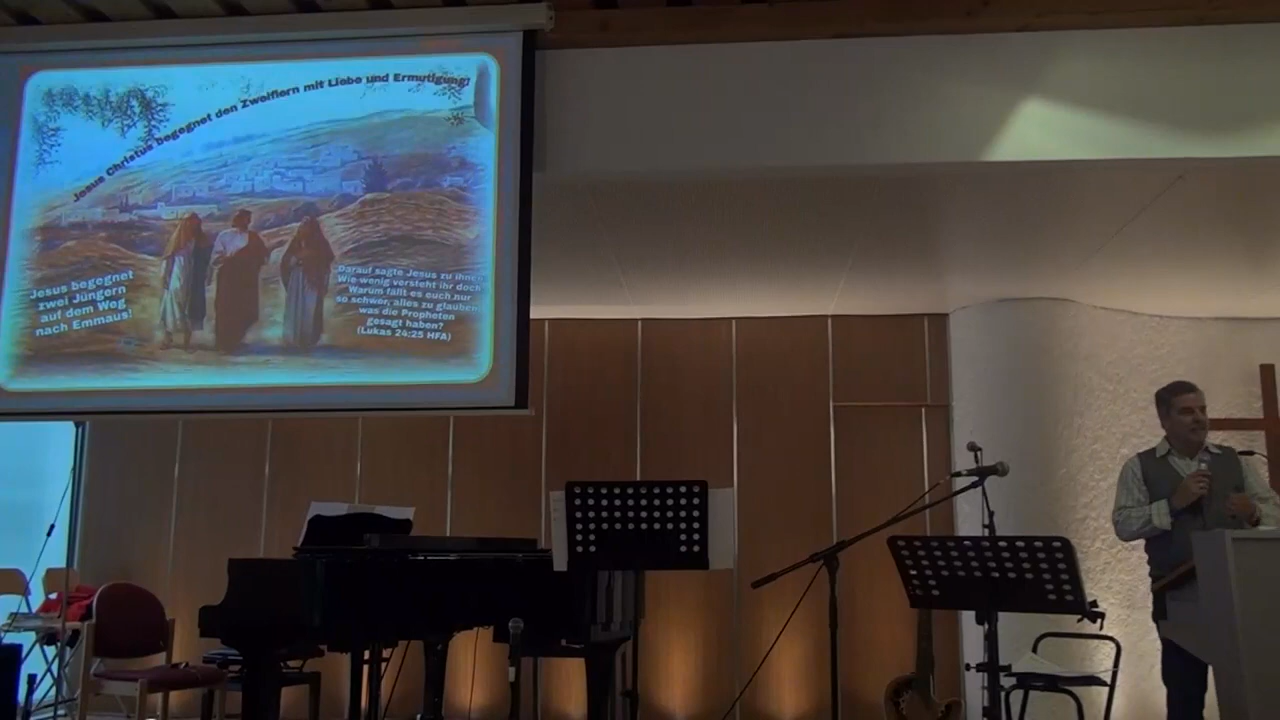 Jesus Christus begegnet den Zweiflern mit Liebe und Ermutigung!
Jesus begegnet
zwei Jüngern
auf dem Weg
nach Emmaus!
Darauf sagte Jesus zu ihnen:
Wie wenig versteht ihr doch!
Warum fällt es euch nur
so schwer, alles zu glauben,
was die Propheten
gesagt haben?
(Lukas 24:25 HFA)